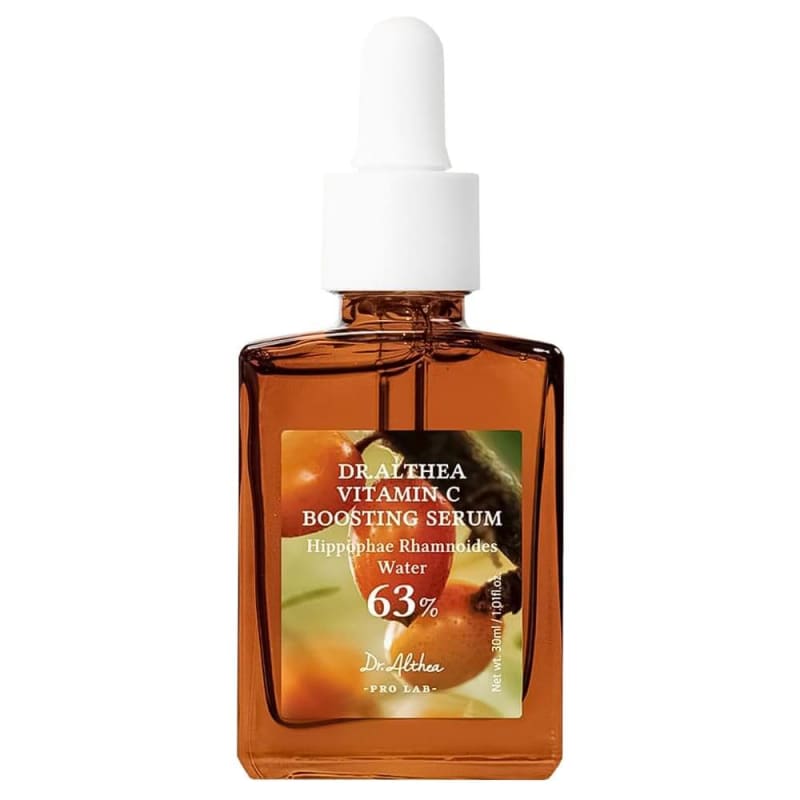 DR.ALTHEA
VITAMIN C
BOOSTING SERUM
Hippophae Rhamnoides
Water
63%
Dr.Althea
-PRO LAB-
Net wt. 30ml / 1.01fl.oz.